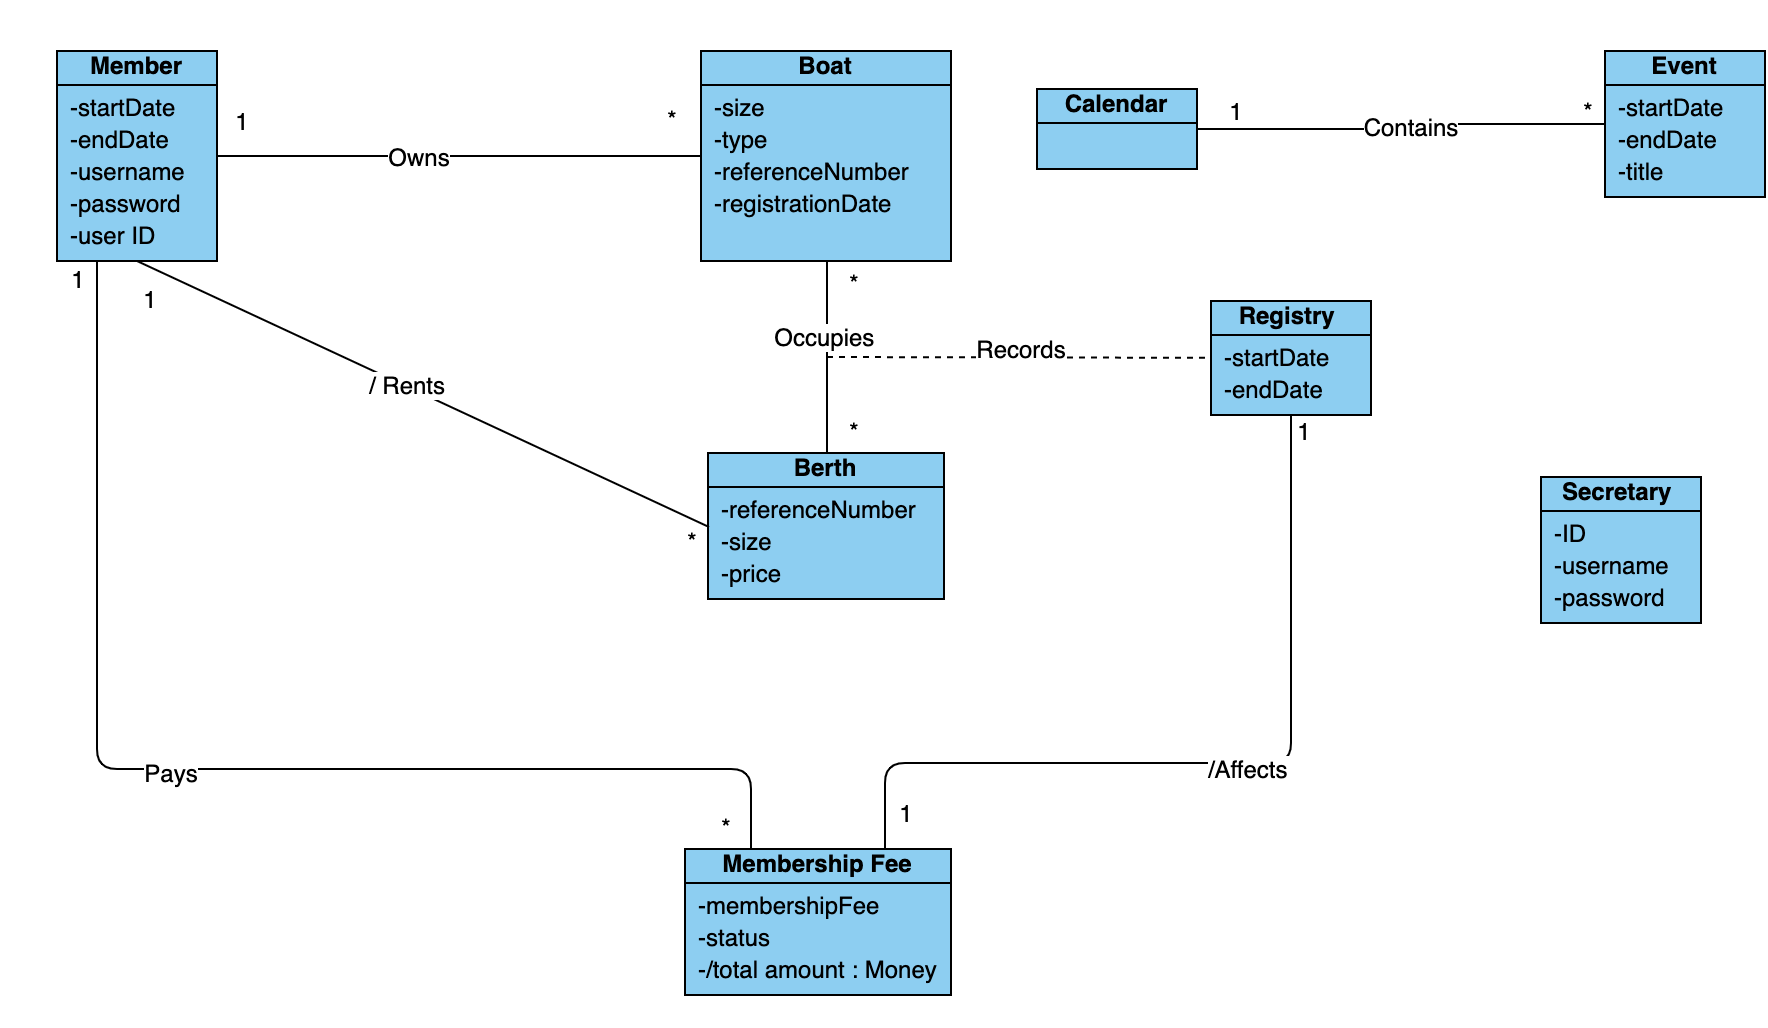 Member
-startDate
-endDate
-username
-password
-user ID
1
Owns
*
Boat
-size
-type
-referenceNumber
-registrationDate
Calendar
1
Contains
*
Event
-startDate
-endDate
-title
1
1
/ Rents
*
*
Occupies
*
Records
Registry
-startDate
-endDate
1
Berth
-referenceNumber
-size
-price
Secretary
-ID
-username
-password
Pays
*
/Affects
1
Membership Fee
-membershipFee
-status
-/total amount : Money